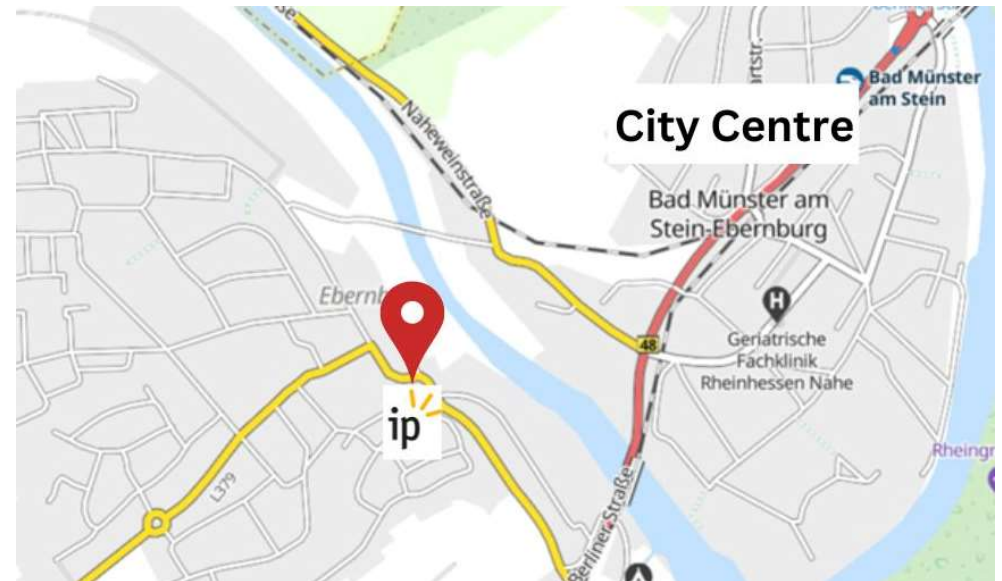 Naheweinstraße
artstr.
Bad Münster
am Stein
City Centre
Bad Münster am
Stein-Ebernburg
H
Geriatrische
Fachklinik
Rheinhessen Nahe
48
ip
L379
Berliner Straße